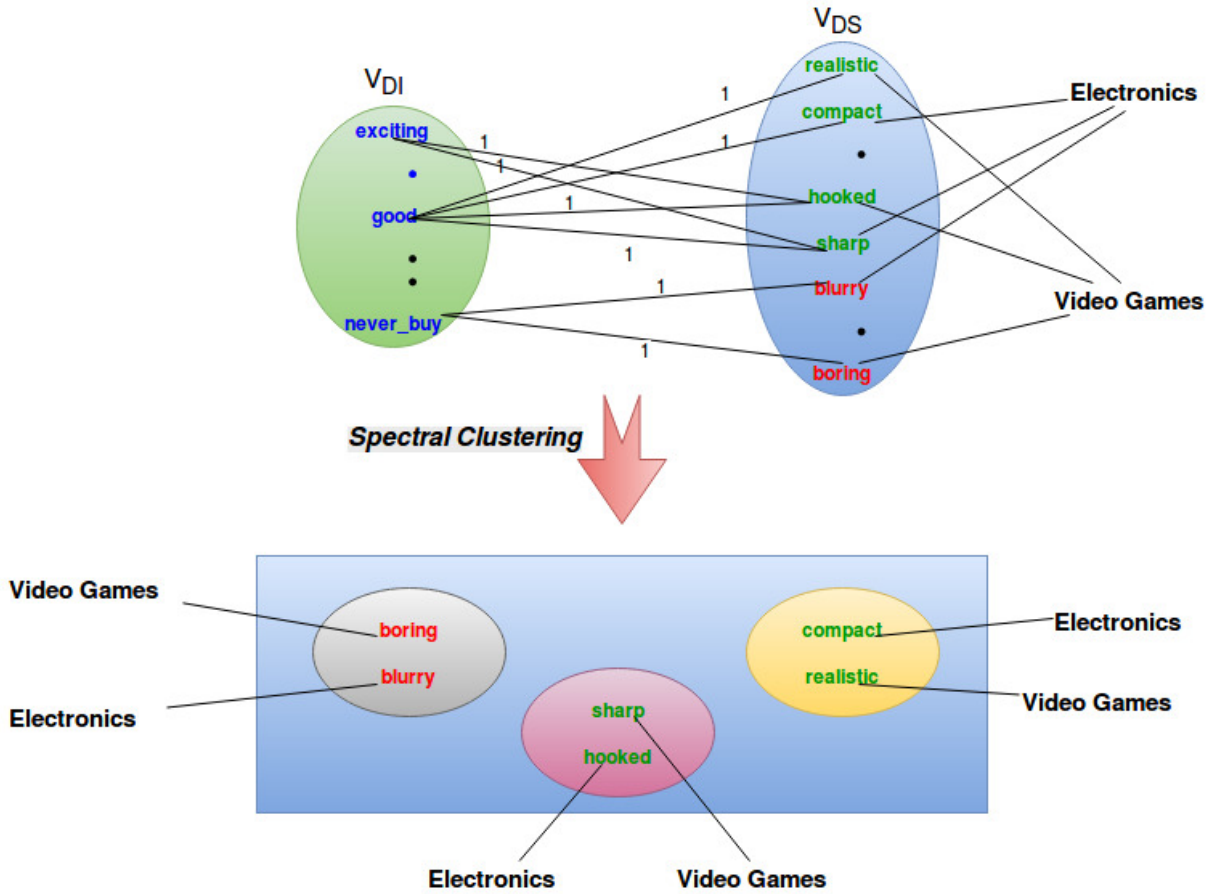 V_DI
V_DS
exciting
good
never_buy
1
1
1
1
1
1
1
1
realistic
compact
hooked
sharp
blurry
boring
Electronics
Video Games
Spectral Clustering
Video Games
Electronics
boring
blurry
sharp
hooked
compact
realistic
Electronics
Video Games
Electronics
Video Games